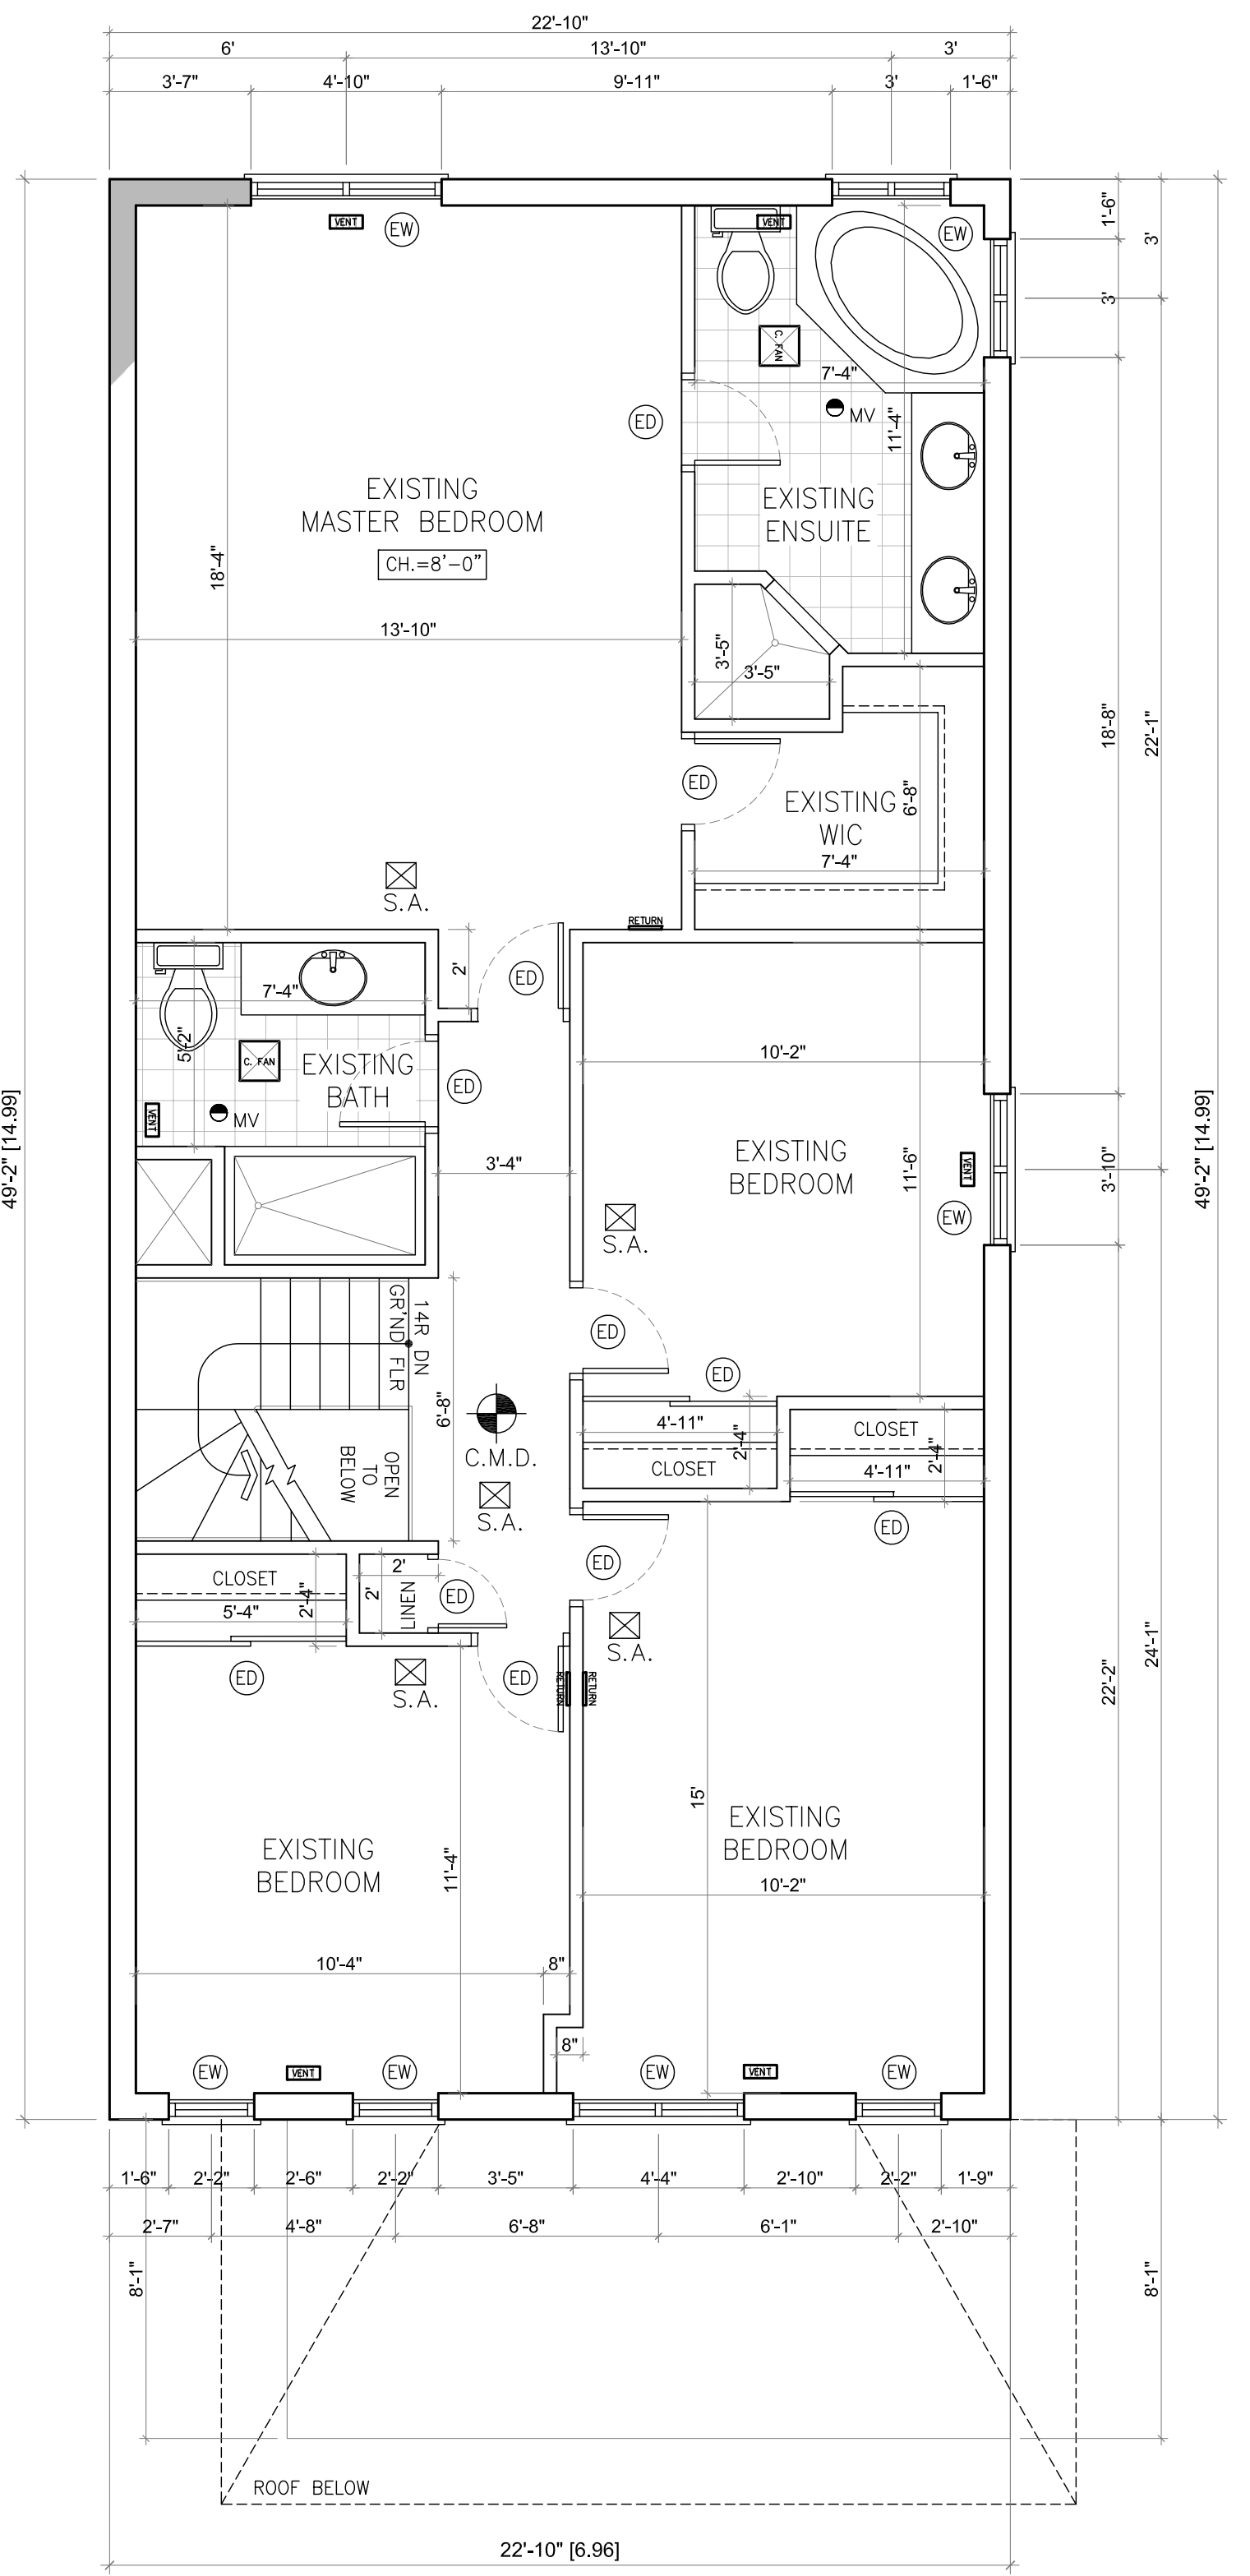 22'-10"
6'
13'-10"
3'
3'-7"
4'-10"
9'-11"
3'
1'-6"
VENT
EW
VENT
EW
1'-6"
3'
3'
C. FAN
7'-4"
ED
MV
11'-4"
EXISTING
MASTER BEDROOM
CH.=8'-0"
EXISTING
ENSUITE
18'-4"
13'-10"
3'-5"
3'-5"
18'-8"
22'-1"
ED
EXISTING
WIC
6'-8"
7'-4"
S.A.
RETURN
2'
ED
7'-4"
5'-2"
C. FAN
EXISTING
BATH
ED
MV
VENT
10'-2"
49'-2" [14.99]
49'-2" [14.99]
3'-4"
EXISTING
BEDROOM
11'-6"
VENT
3'-10"
EW
S.A.
14R DN
GR'ND FLR
ED
ED
6'-8"
C.M.D.
4'-11"
2'-4"
CLOSET
CLOSET
4'-11"
2'-4"
OPEN
TO
BELOW
S.A.
ED
ED
CLOSET
5'-4"
2'-4"
2'
2'
LINEN
ED
S.A.
24'-1"
ED
S.A.
ED
RETURN
RETURN
22'-2"
15'
EXISTING
BEDROOM
EXISTING
BEDROOM
11'-4"
10'-2"
10'-4"
8"
8"
EW
VENT
EW
EW
VENT
EW
1'-6"
2'-2"
2'-6"
2'-2"
3'-5"
4'-4"
2'-10"
2'-2"
1'-9"
2'-7"
4'-8"
6'-8"
6'-1"
2'-10"
8'-1"
8'-1"
ROOF BELOW
22'-10" [6.96]